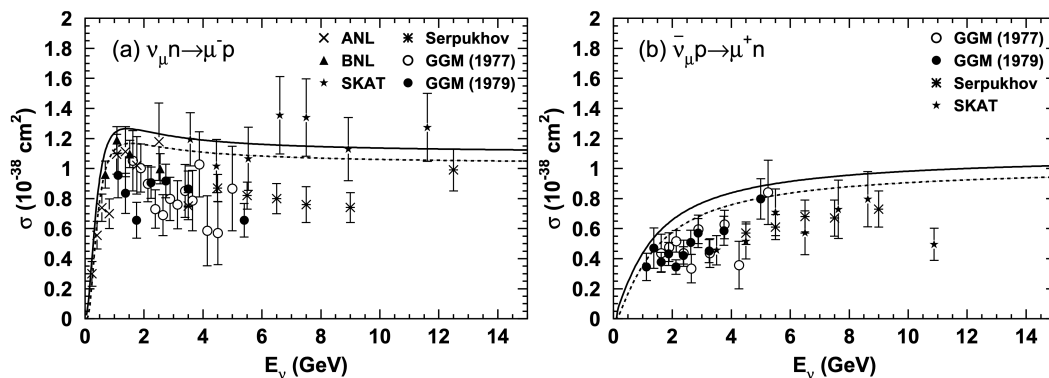 (a) ν_μ n→μ⁻p
ANL
BNL
SKAT
Serpukhov
GGM (1977)
GGM (1979)
σ (10⁻³⁸ cm²)
2
1.8
1.6
1.4
1.2
1
0.8
0.6
0.4
0.2
0
0 2 4 6 8 10 12 14
E_ν (GeV)
(b) ν̄_μ p→μ⁺n
GGM (1977)
GGM (1979)
Serpukhov
SKAT
σ (10⁻³⁸ cm²)
2
1.8
1.6
1.4
1.2
1
0.8
0.6
0.4
0.2
0
0 2 4 6 8 10 12 14
E_ν (GeV)